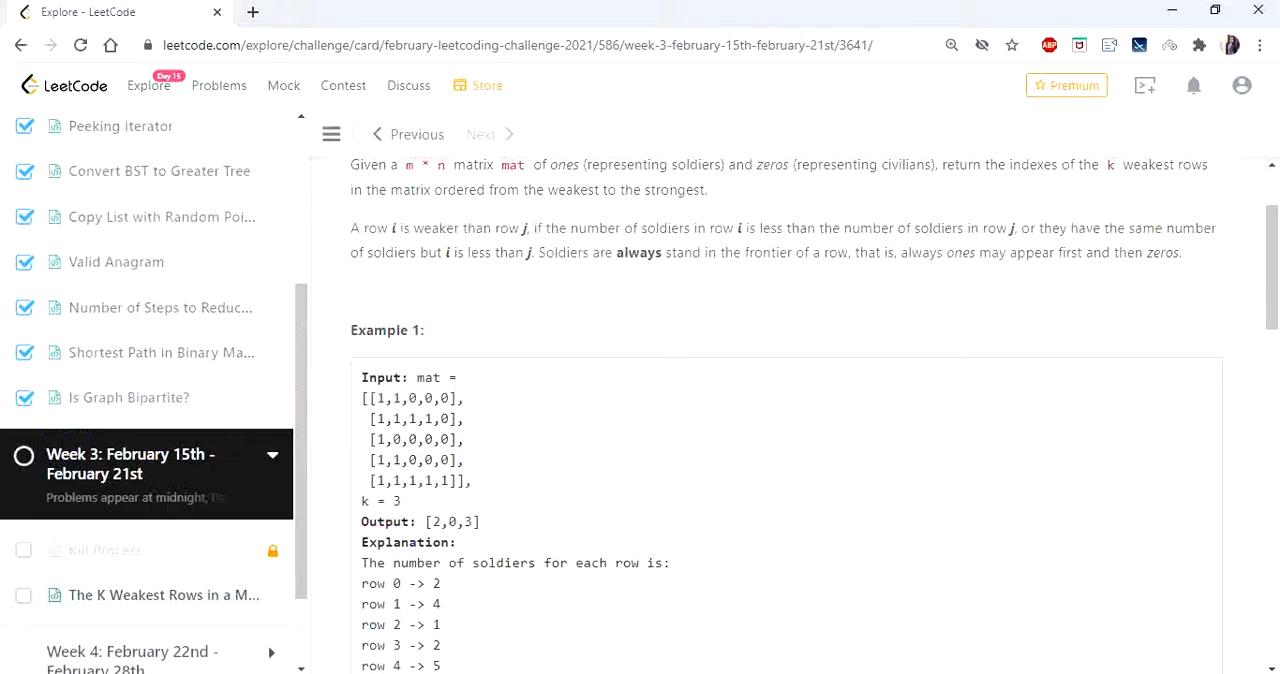 Explore - LeetCode
leetcode.com/explore/challenge/card/february-leetcoding-challenge-2021/586/week-3-february-15th-february-21st/3641/
ABP
LeetCode
Explore
Day 15
Problems
Mock
Contest
Discuss
Store
Premium
Peeking Iterator
Convert BST to Greater Tree
Copy List with Random Poi...
Valid Anagram
Number of Steps to Reduc...
Shortest Path in Binary Ma...
Is Graph Bipartite?
Week 3: February 15th -
February 21st
Problems appear at midnight,
Kill Process
The K Weakest Rows in a M...
Week 4: February 22nd -
February 28th
Previous
Next
Given a m * n matrix mat of ones (representing soldiers) and zeros (representing civilians), return the indexes of the k weakest rows
in the matrix ordered from the weakest to the strongest.
A row i is weaker than row j, if the number of soldiers in row i is less than the number of soldiers in row j, or they have the same number
of soldiers but i is less than j. Soldiers are always stand in the frontier of a row, that is, always ones may appear first and then zeros.
Example 1:
Input: mat =
[[1,1,0,0,0],
[1,1,1,1,0],
[1,0,0,0,0],
[1,1,0,0,0],
[1,1,1,1,1]],
k = 3
Output: [2,0,3]
Explanation:
The number of soldiers for each row is:
row 0 -> 2
row 1 -> 4
row 2 -> 1
row 3 -> 2
row 4 -> 5